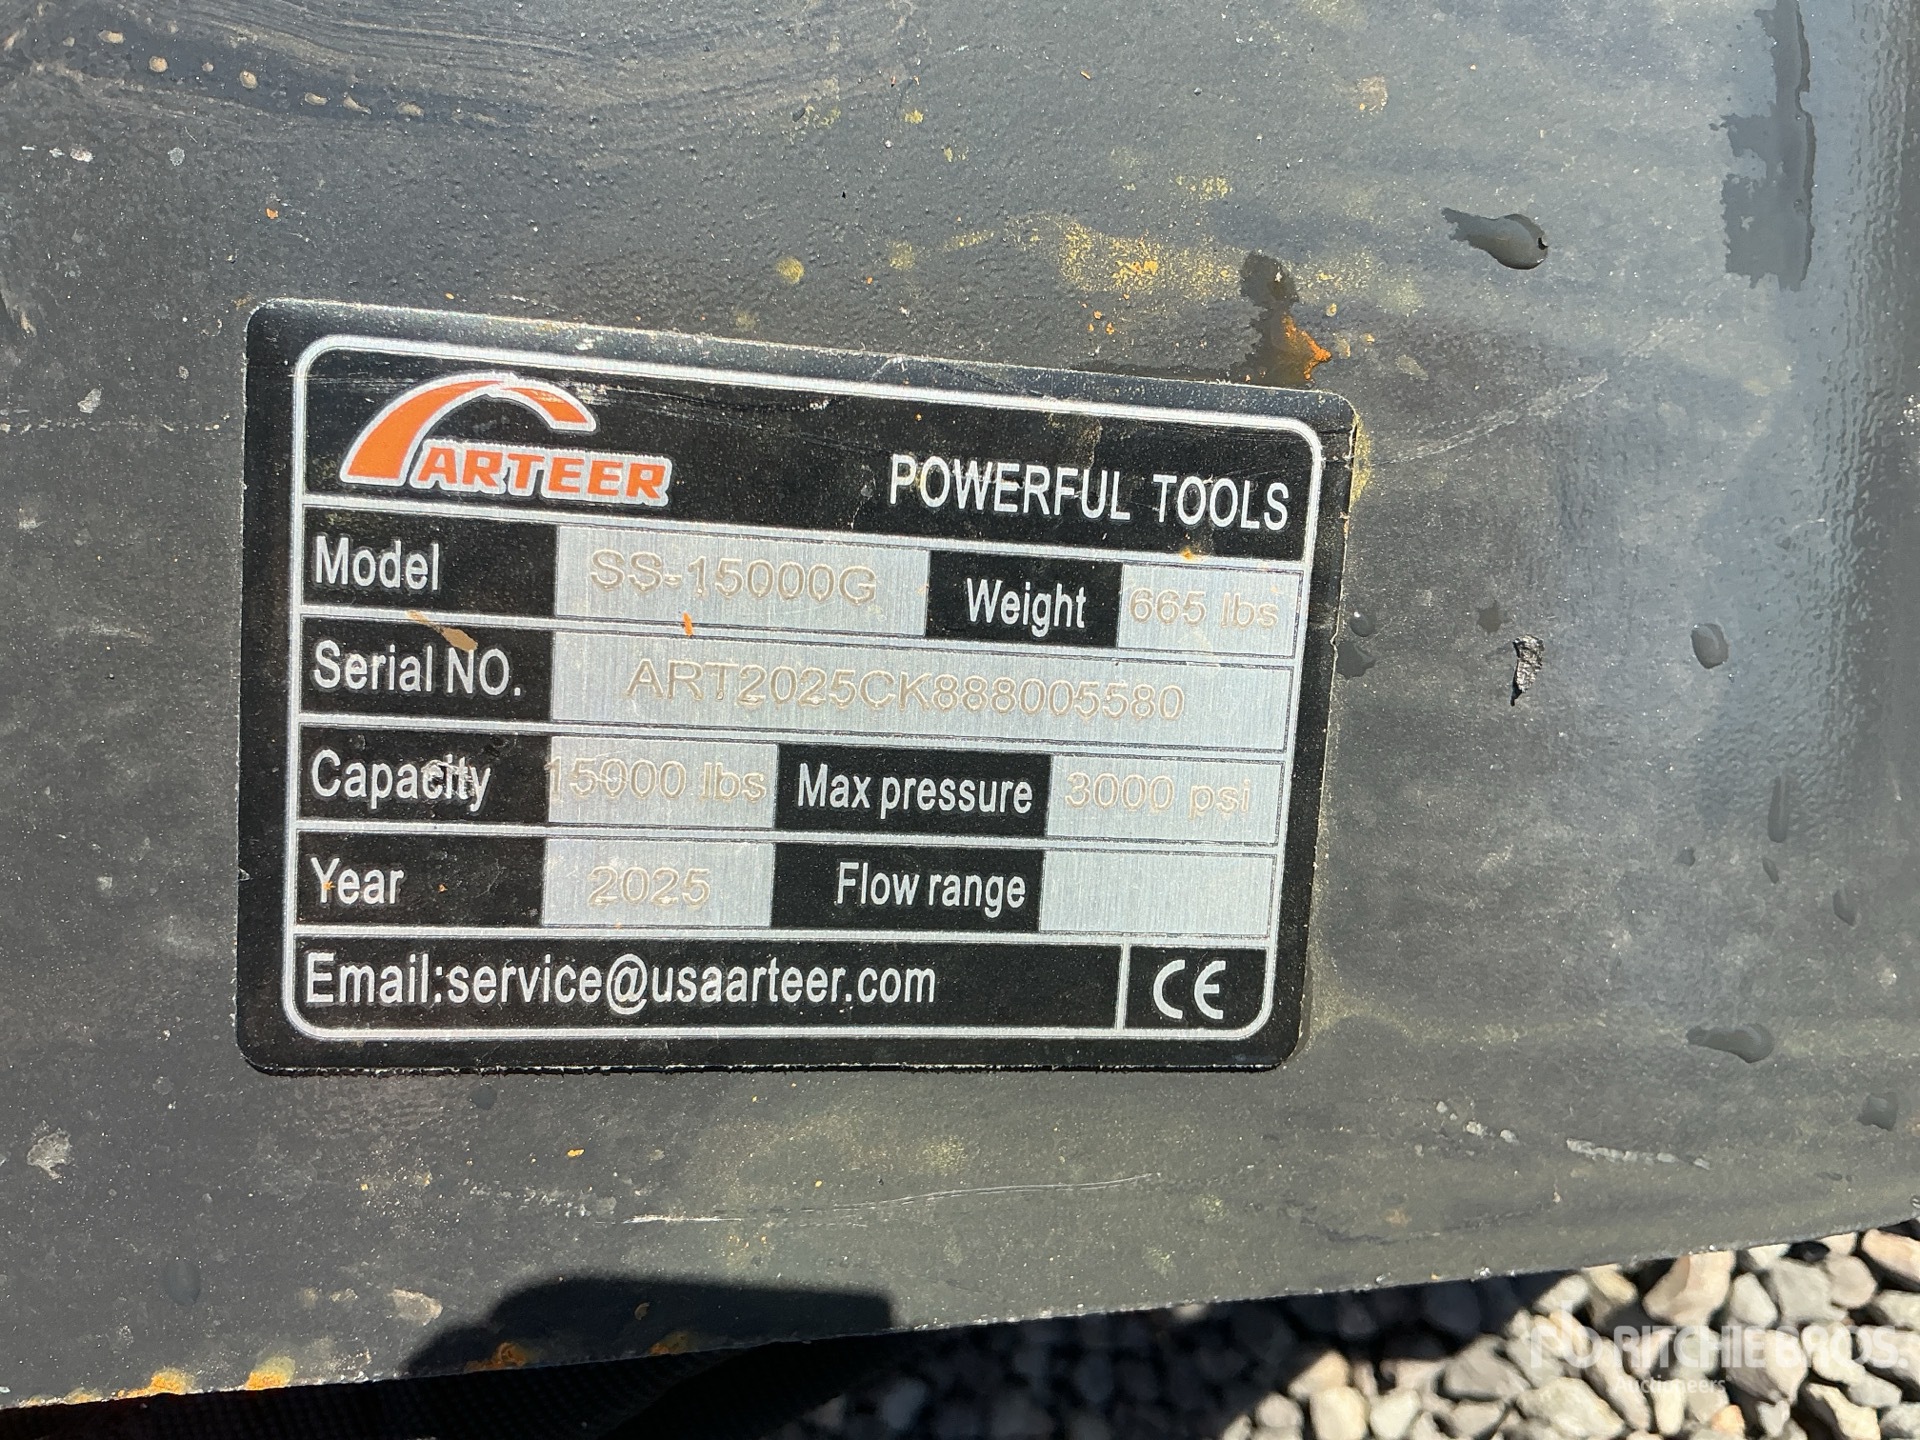 ARTEER POWERFUL TOOLS
Model SS-15000G Weight 665 lbs
Serial NO. ART2025CK888005580
Capacity 15000 lbs Max pressure 3000 psi
Year 2025 Flow range
Email:service@usaarteer.com CE
RITCHIE BROS.
Auctioneers